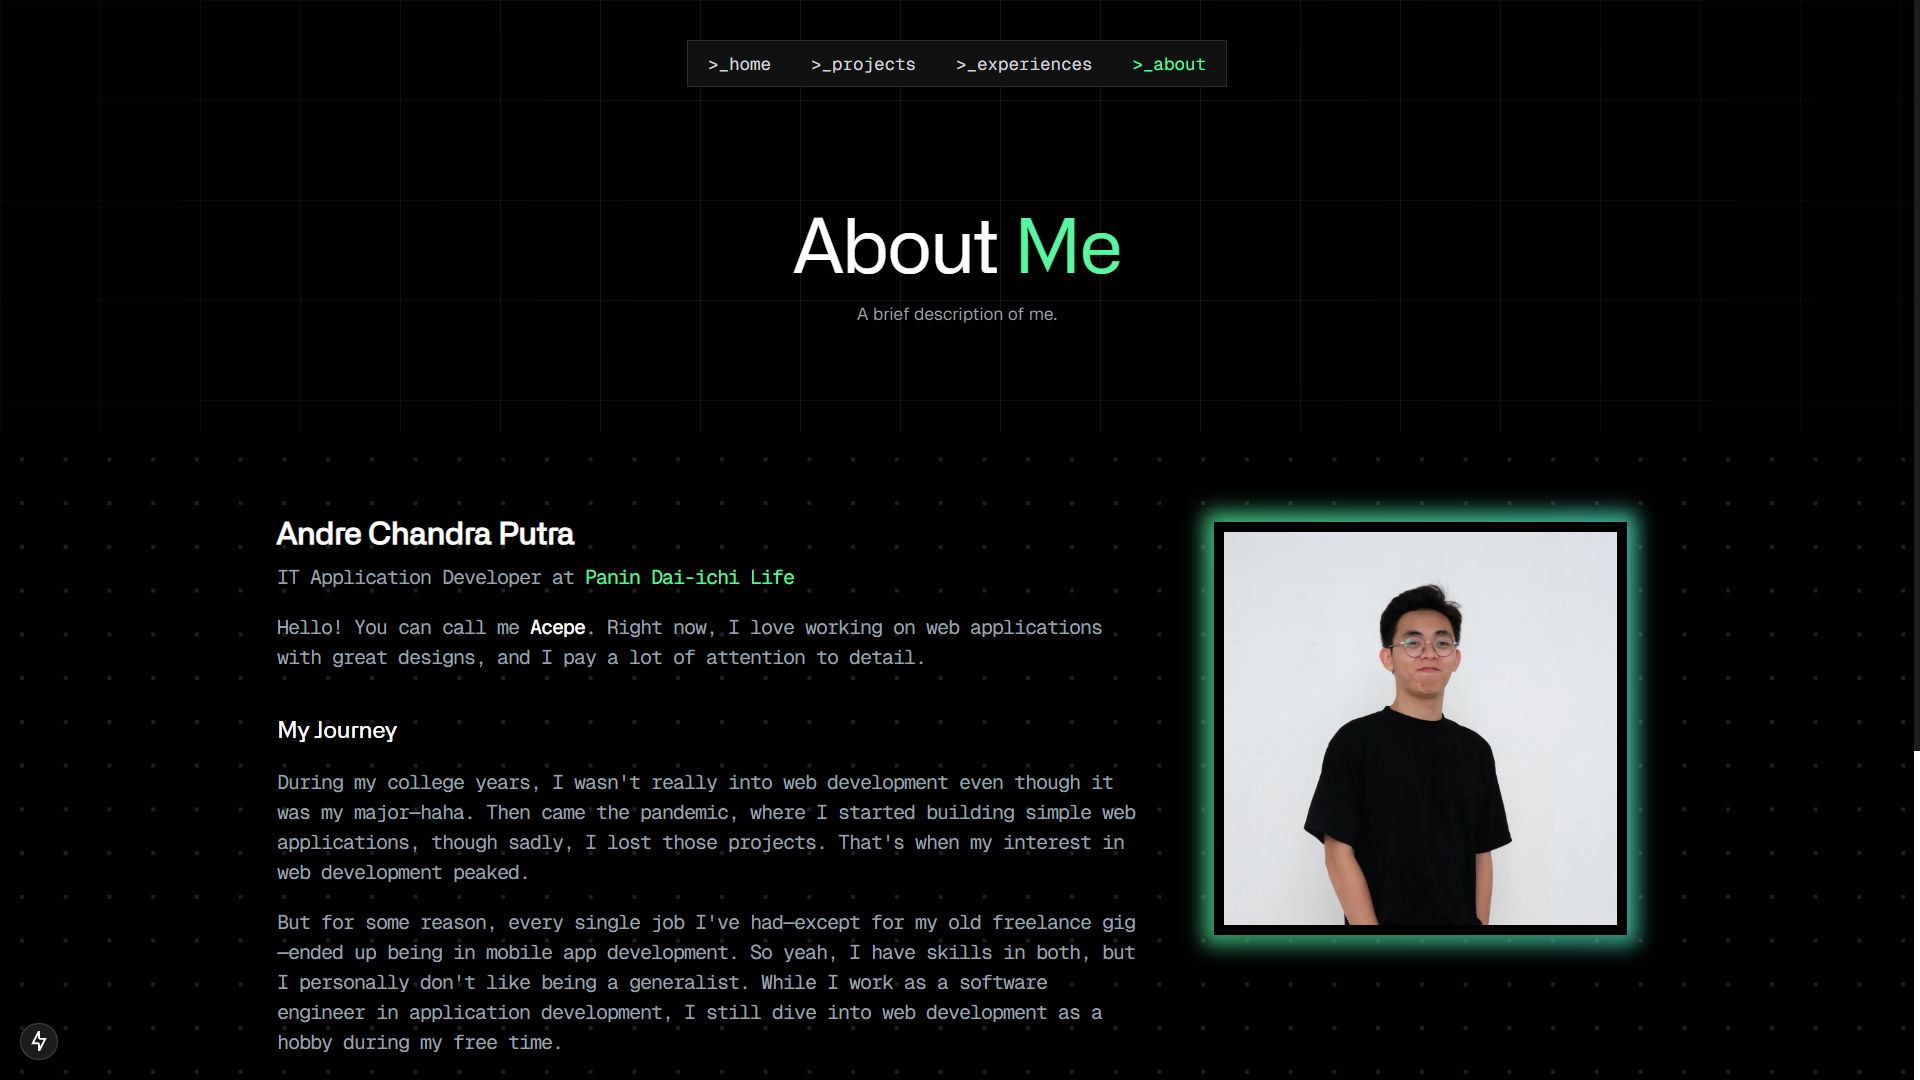 >_home >_projects >_experiences >_about
About Me
A brief description of me.
Andre Chandra Putra
IT Application Developer at Panin Dai-ichi Life
Hello! You can call me Acepe. Right now, I love working on web applications
with great designs, and I pay a lot of attention to detail.
My Journey
During my college years, I wasn't really into web development even though it
was my major—haha. Then came the pandemic, where I started building simple web
applications, though sadly, I lost those projects. That's when my interest in
web development peaked.
But for some reason, every single job I've had—except for my old freelance gig
—ended up being in mobile app development. So yeah, I have skills in both, but
I personally don't like being a generalist. While I work as a software
engineer in application development, I still dive into web development as a
hobby during my free time.